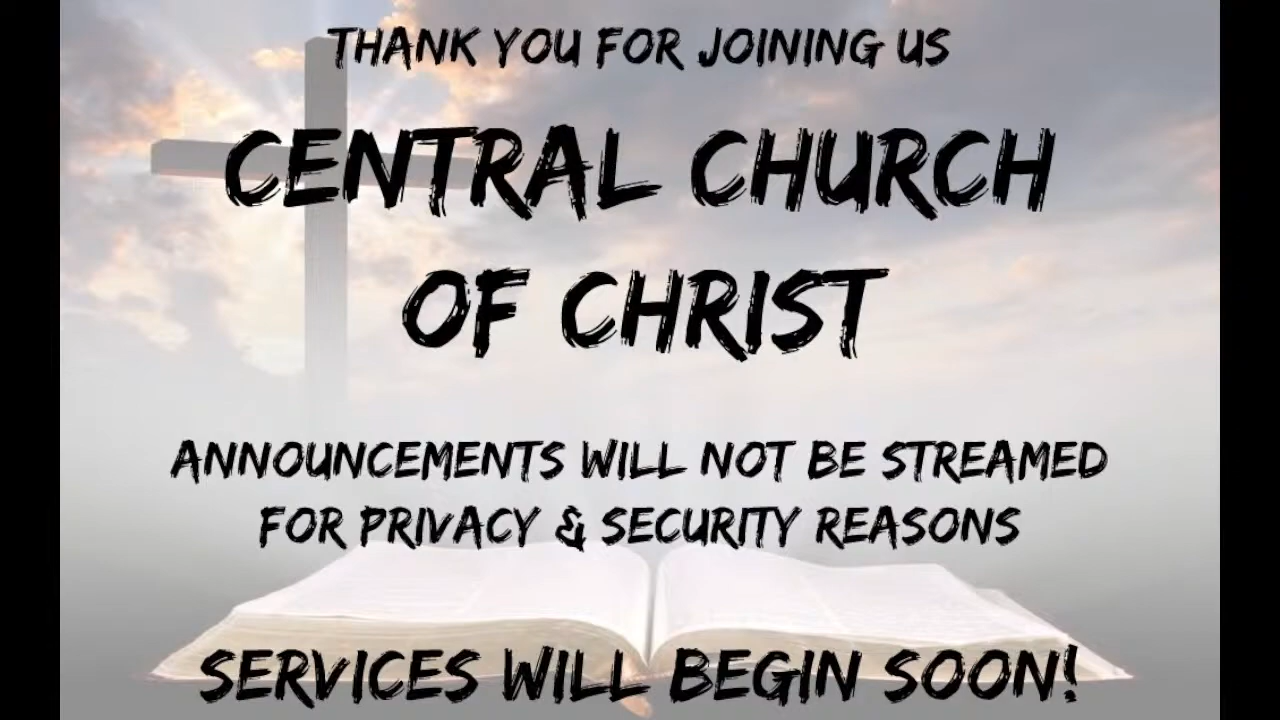 THANK YOU FOR JOINING US
CENTRAL CHURCH
OF CHRIST
ANNOUNCEMENTS WILL NOT BE STREAMED
FOR PRIVACY & SECURITY REASONS
SERVICES WILL BEGIN SOON!